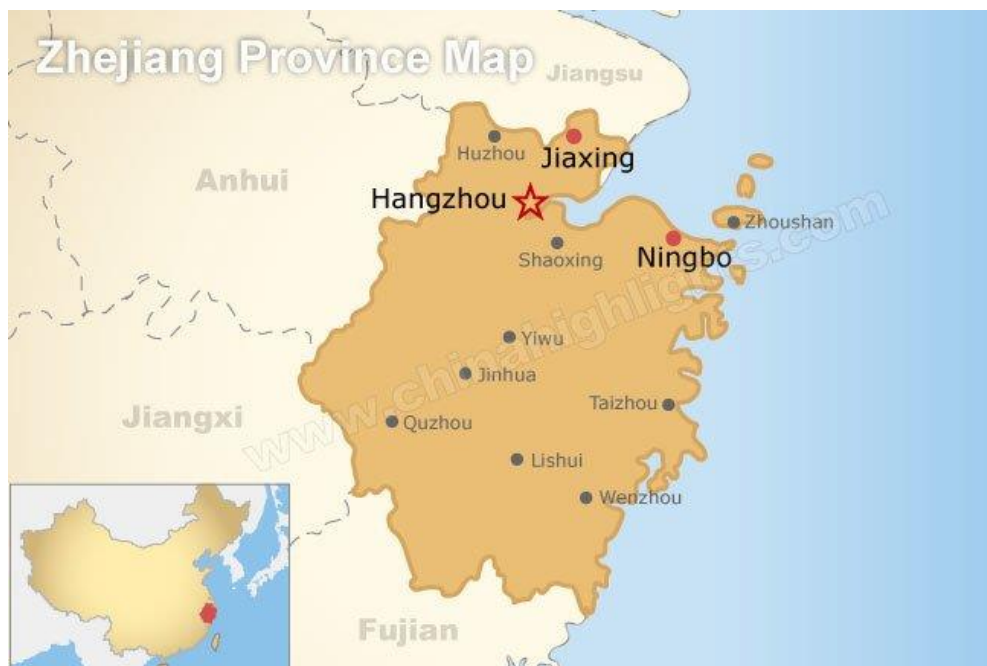 Zhejiang Province Map
Jiangsu
Huzhou
Jiaxing
Anhui
Hangzhou
Zhoushan
Shaoxing
Ningbo
www.chinahighlights.com
Yiwu
Jinhua
Taizhou
Jiangxi
Quzhou
Lishui
Wenzhou
Fujian